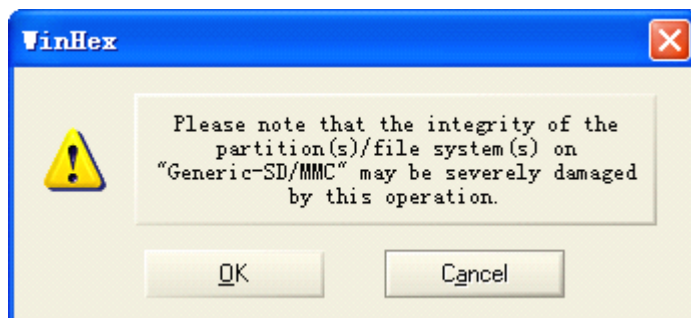 WinHex
Please note that the integrity of the
partition(s)/file system(s) on
"Generic-SD/MMC" may be severely damaged
by this operation.
OK
Cancel